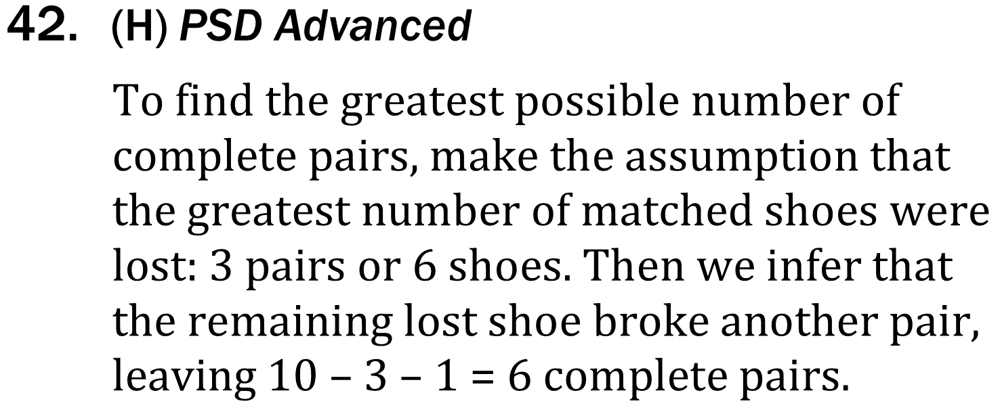 42. (H) PSD Advanced
To find the greatest possible number of
complete pairs, make the assumption that
the greatest number of matched shoes were
lost: 3 pairs or 6 shoes. Then we infer that
the remaining lost shoe broke another pair,
leaving 10 – 3 – 1 = 6 complete pairs.